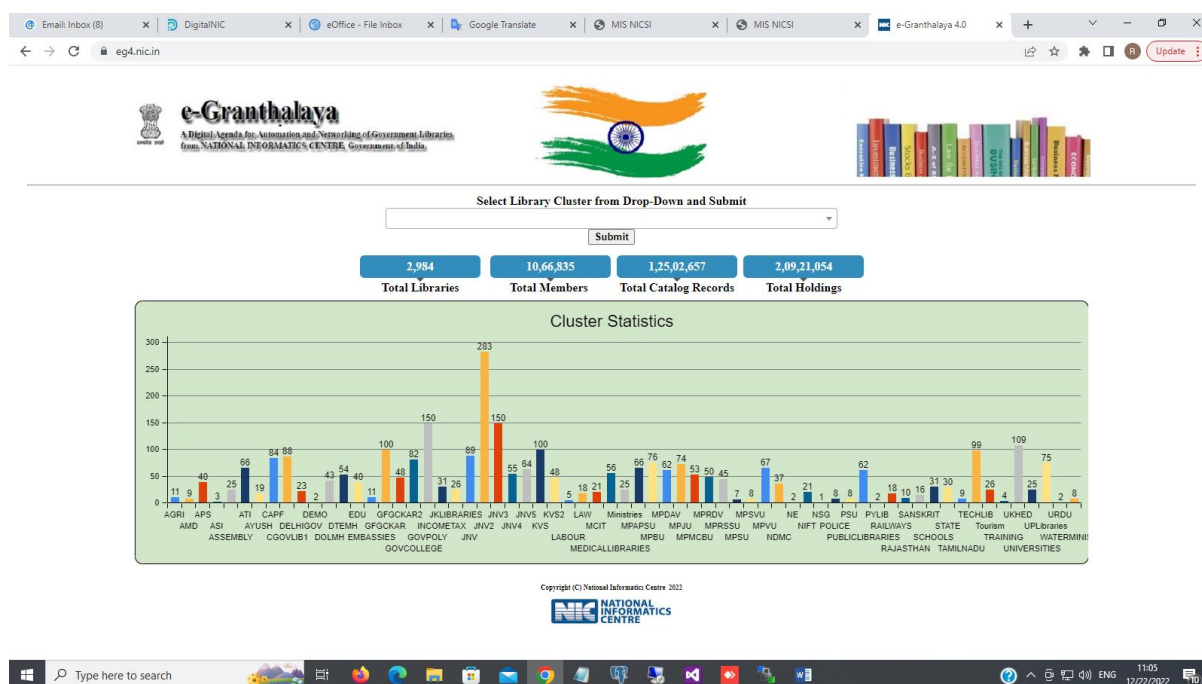 Email: Inbox (8)
DigitalNIC
eOffice - File Inbox
Google Translate
MIS NICSI
MIS NICSI
e-Granthalaya 4.0
eg4.nic.in
R
Update
e-Granthalaya
A Digital Agenda for Automation and Networking of Government Libraries
from NATIONAL INFORMATICS CENTRE, Government of India.
Select Library Cluster from Drop-Down and Submit
Submit
2,984 10,66,835 1,25,02,657 2,09,21,054
Total Libraries Total Members Total Catalog Records Total Holdings
Cluster Statistics
300
250
200
150
100
50
0
11 9 40 3 25 66 19 84 88 23 2 43 54 40 11 100 48 82 150 31 26 89 283 150 55 64 100 48 5 18 21 56 25 66 76 62 74 53 50 45 7 8 67 37 2 21 1 8 8 62 2 18 10 16 31 30 9 99 26 4 109 25 75 2 8
AGRI APS ATI CAPF DEMO EDU GFGCKAR2 JKLIBRARIES JNV3 JNV5 KVS2 LAW Ministries MPDAV MPRDV MPSVU NE NSG PSU PYLIB SANSKRIT TECHLIB UKHED URDU
AMD ASI AYUSH DELHIGOV DTEMH GFGCKAR INCOMETAX JNV2 JNV4 KVS MCIT MPAPSU MPJU MPRSSU MPVU NIFT POLICE RAILWAYS STATE Tourism UPLibraries
ASSEMBLY CGOVLIB1 DOLMH EMBASSIES GOVPOLY JNV LABOUR MPBU MPMCBU MPSU NDMC PUBLICLIBRARIES SCHOOLS TRAINING WATERMINI
GOVCOLLEGE MEDICALLIBRARIES RAJASTHAN TAMILNADU UNIVERSITIES
Copyright (C) National Informatics Centre 2022
NIC NATIONAL
INFORMATICS
CENTRE
Type here to search
ENG
11:05
12/22/2022